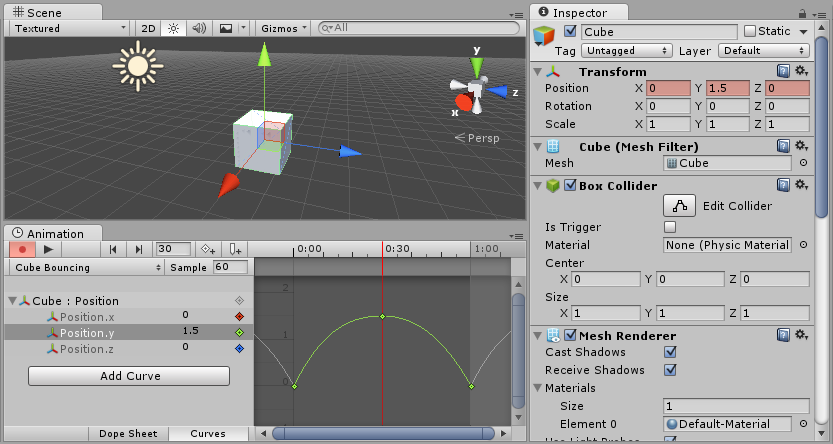 Scene
Textured 2D Gizmos All
y
z
x
Persp
Animation
30 0:00 0:30 1:00
Cube Bouncing Sample 60
Cube : Position
Position.x 0
Position.y 1.5
Position.z 0
Add Curve
2
1
0
Dope Sheet Curves
Inspector
Cube Static
Tag Untagged Layer Default
Transform
Position X 0 Y 1.5 Z 0
Rotation X 0 Y 0 Z 0
Scale X 1 Y 1 Z 1
Cube (Mesh Filter)
Mesh Cube
Box Collider
Edit Collider
Is Trigger
Material None (Physic Material
Center
X 0 Y 0 Z 0
Size
X 1 Y 1 Z 1
Mesh Renderer
Cast Shadows
Receive Shadows
Materials
Size 1
Element 0 Default-Material
Use Light Probes